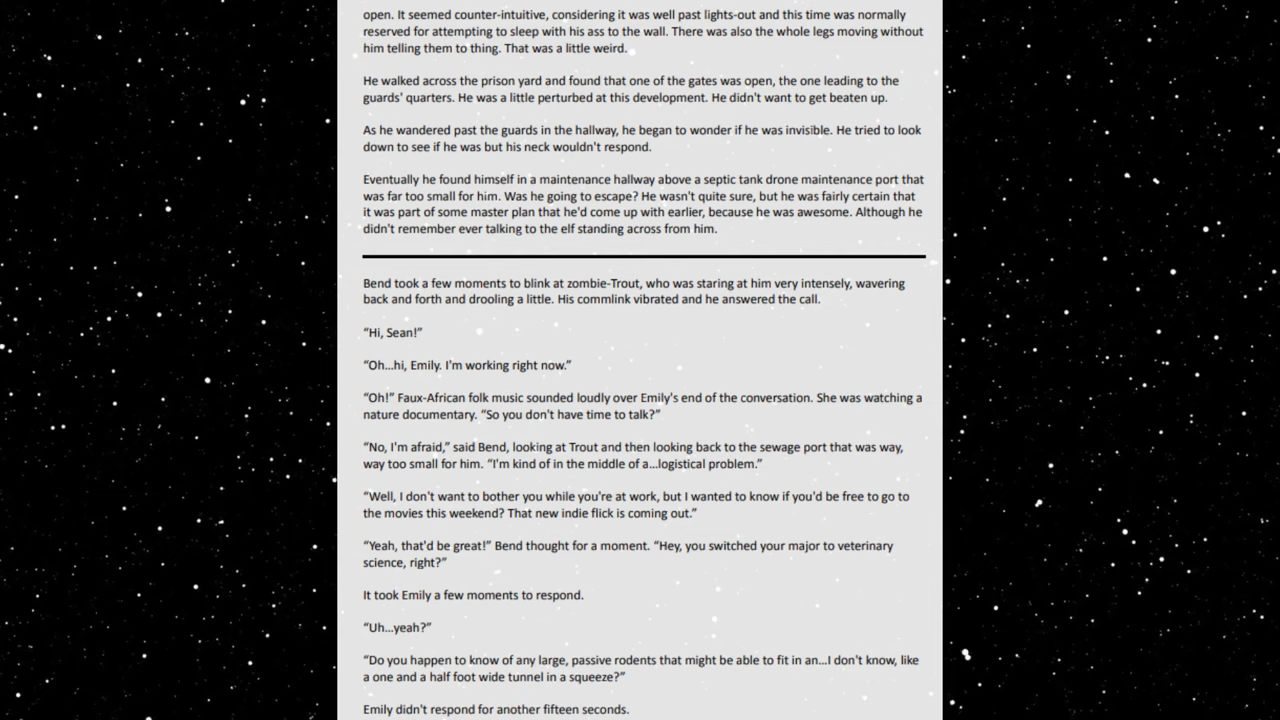 open. It seemed counter-intuitive, considering it was well past lights-out and this time was normally
reserved for attempting to sleep with his ass to the wall. There was also the whole legs moving without
him telling them to thing. That was a little weird.
He walked across the prison yard and found that one of the gates was open, the one leading to the
guards' quarters. He was a little perturbed at this development. He didn't want to get beaten up.
As he wandered past the guards in the hallway, he began to wonder if he was invisible. He tried to look
down to see if he was but his neck wouldn't respond.
Eventually he found himself in a maintenance hallway above a septic tank drone maintenance port that
was far too small for him. Was he going to escape? He wasn't quite sure, but he was fairly certain that
it was part of some master plan that he'd come up with earlier, because he was awesome. Although he
didn't remember ever talking to the elf standing across from him.
Bend took a few moments to blink at zombie-Trout, who was staring at him very intensely, wavering
back and forth and drooling a little. His commlink vibrated and he answered the call.
“Hi, Sean!”
“Oh...hi, Emily. I'm working right now.”
“Oh!” Faux-African folk music sounded loudly over Emily's end of the conversation. She was watching a
nature documentary. “So you don't have time to talk?”
“No, I'm afraid,” said Bend, looking at Trout and then looking back to the sewage port that was way,
way too small for him. “I'm kind of in the middle of a...logistical problem.”
“Well, I don't want to bother you while you're at work, but I wanted to know if you'd be free to go to
the movies this weekend? That new indie flick is coming out.”
“Yeah, that'd be great!” Bend thought for a moment. “Hey, you switched your major to veterinary
science, right?”
It took Emily a few moments to respond.
“Uh...yeah?”
“Do you happen to know of any large, passive rodents that might be able to fit in an...I don't know, like
a one and a half foot wide tunnel in a squeeze?”
Emily didn't respond for another fifteen seconds.